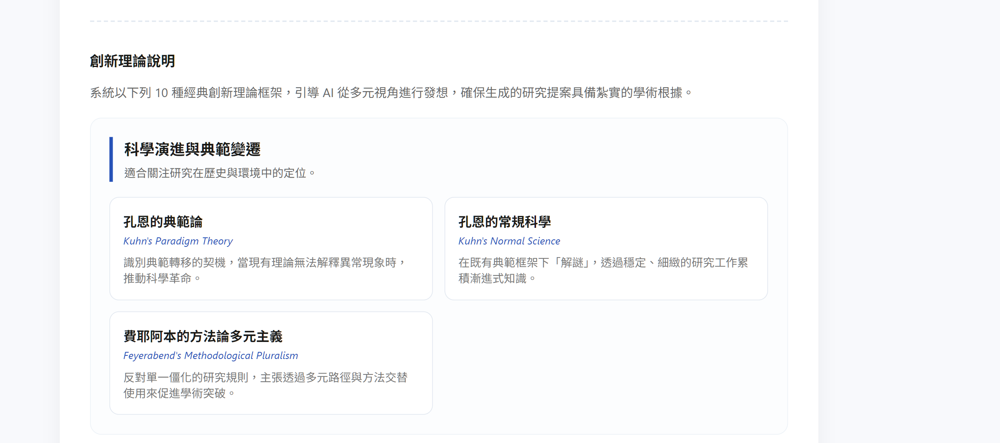 創新理論說明
系統以下列 10 種經典創新理論框架，引導 AI 從多元視角進行發想，確保生成的研究提案具備紮實的學術根據。
科學演進與典範變遷
適合關注研究在歷史與環境中的定位。
孔恩的典範論
Kuhn's Paradigm Theory
識別典範轉移的契機，當現有理論無法解釋異常現象時，
推動科學革命。
孔恩的常規科學
Kuhn's Normal Science
在既有典範框架下「解謎」，透過穩定、細緻的研究工作累
積漸進式知識。
費耶阿本的方法論多元主義
Feyerabend's Methodological Pluralism
反對單一僵化的研究規則，主張透過多元路徑與方法交替
使用來促進學術突破。